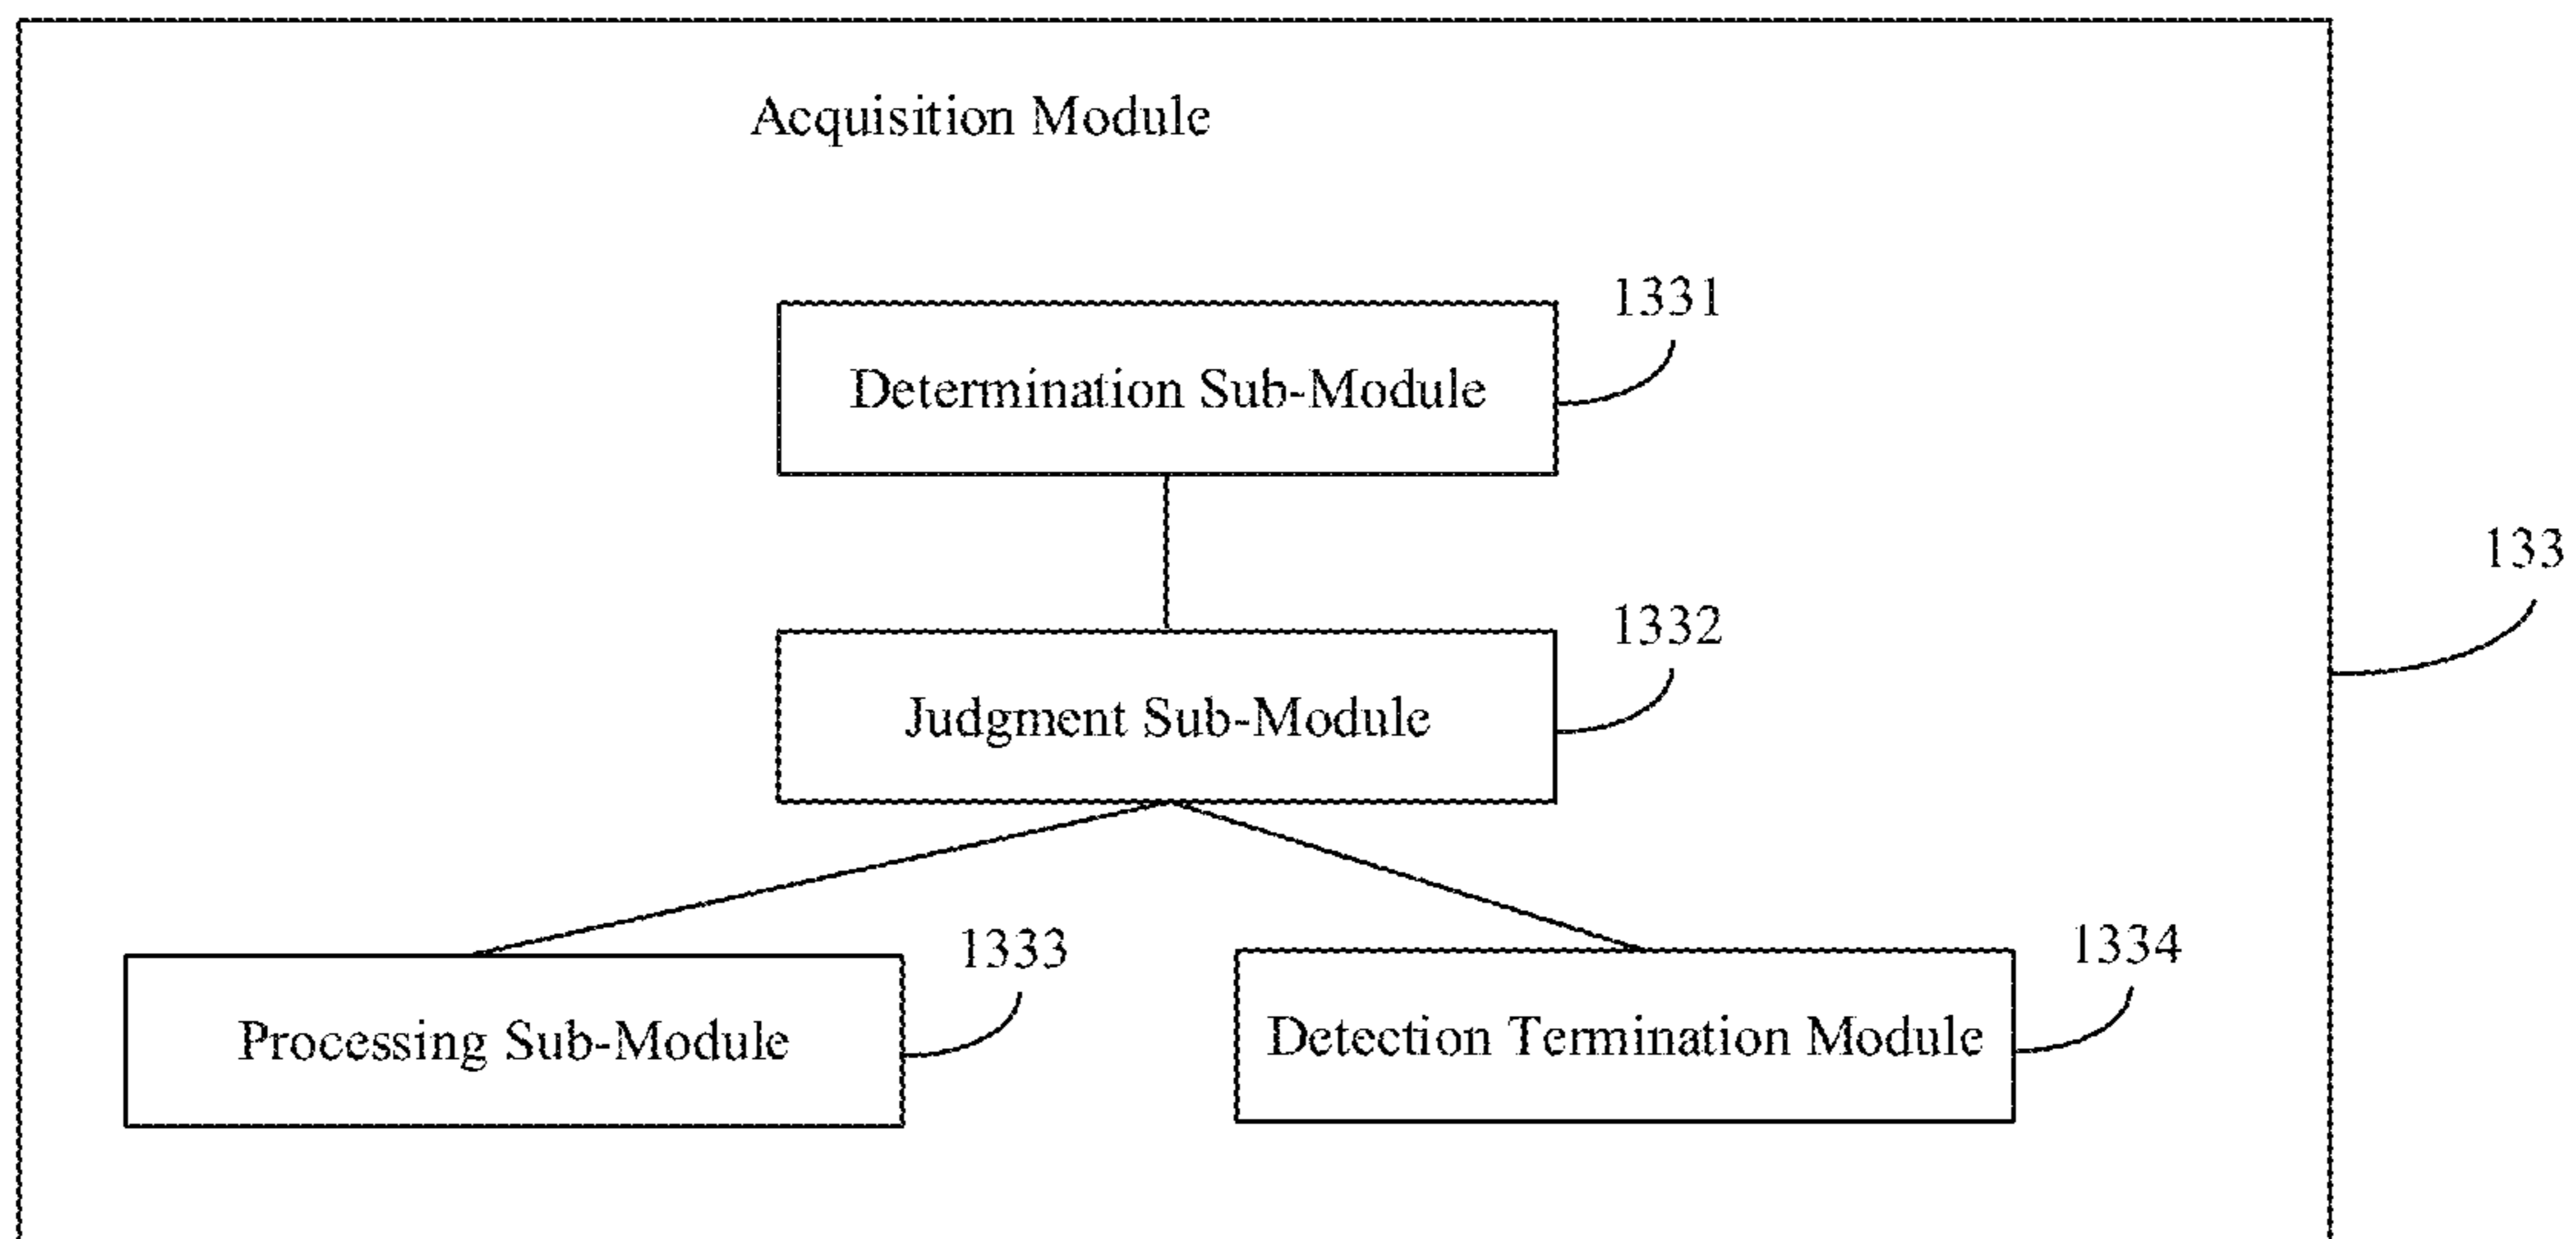 Acquisition Module
1331
Determination Sub-Module
133
1332
Judgment Sub-Module
1333
1334
Processing Sub-Module
Detection Termination Module